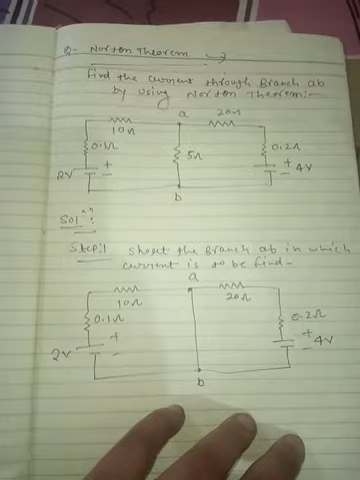 Q- Norton Theorem
Find the current through Branch ab
by using Norton Theorem:-
a 20Ω
10Ω
0.1Ω 5Ω 0.2Ω
2V + - + - 4V
b
Sol^n:
Step:1 Short the Branch ab in which
current is to be find-
a
10Ω 20Ω
0.1Ω 0.2Ω
2V + - + - 4V
b